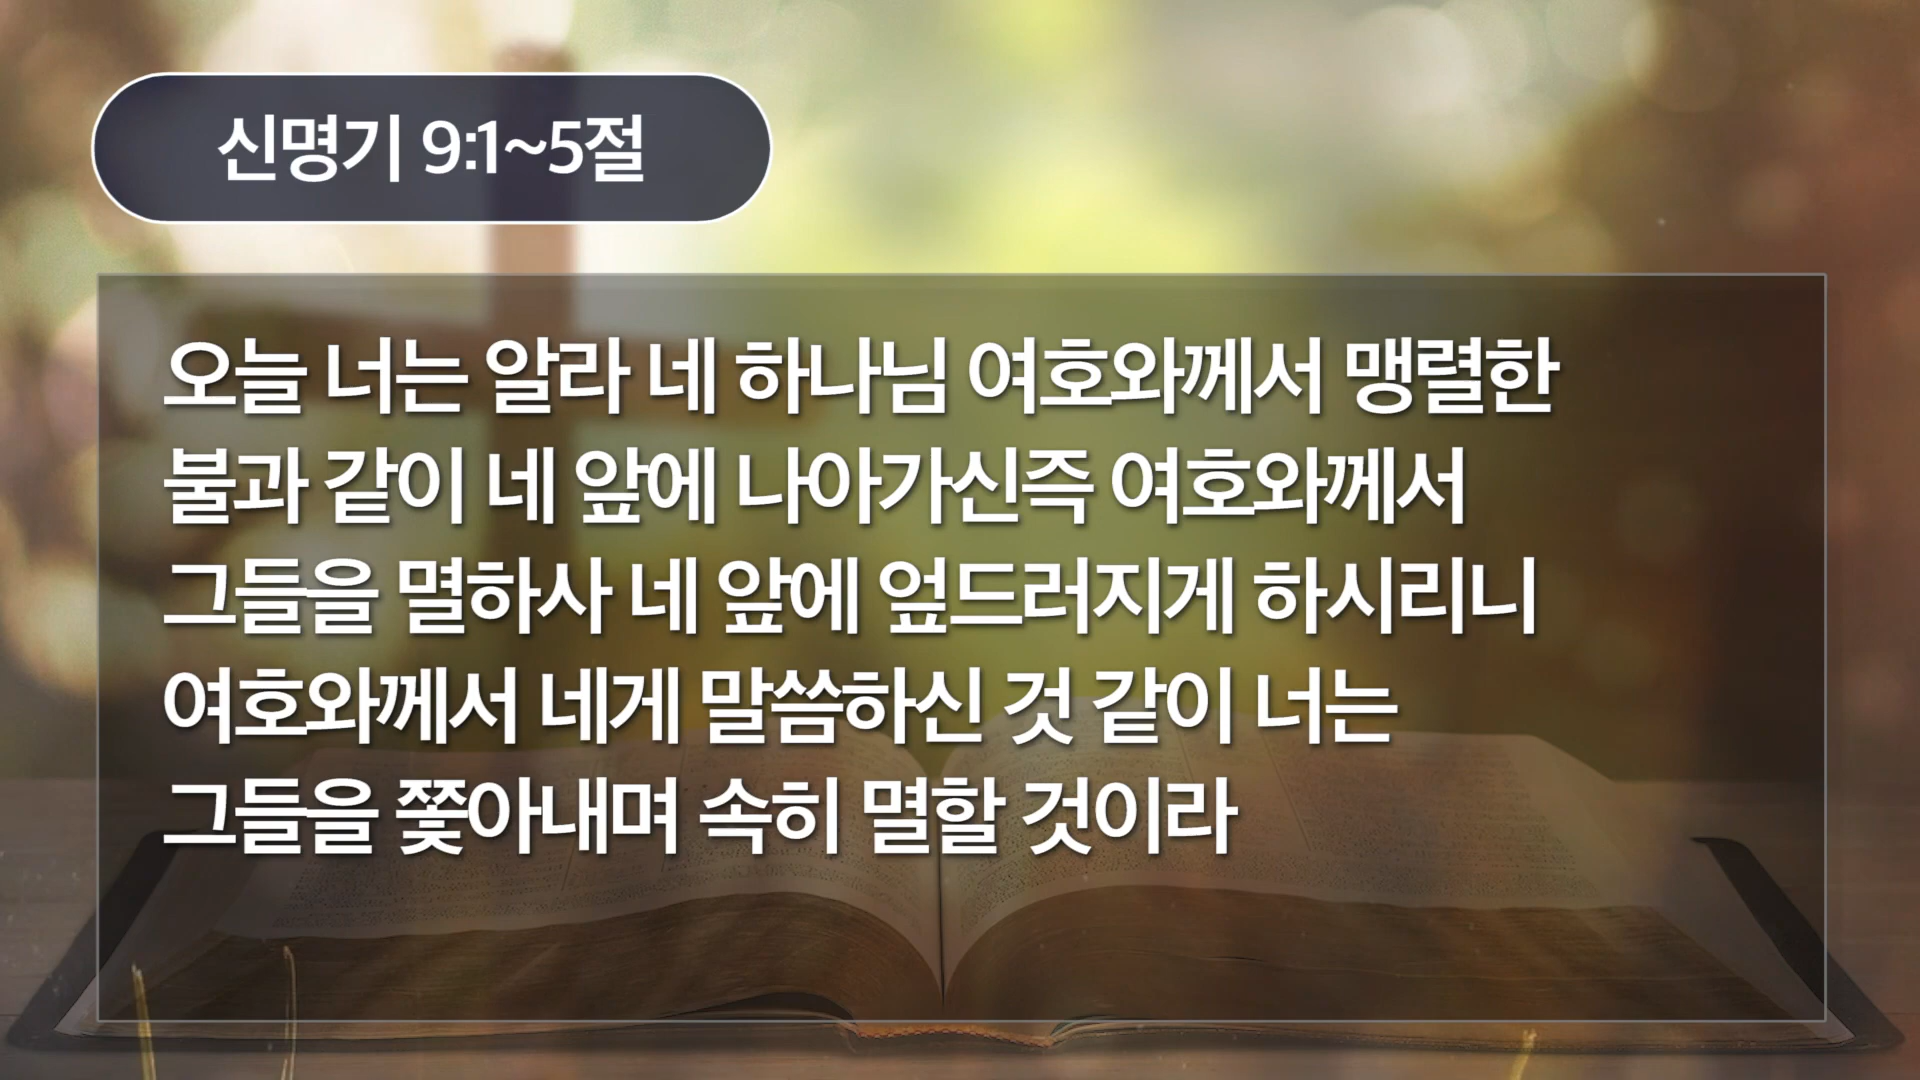 신명기 9:1~5절
오늘 너는 알라 네 하나님 여호와께서 맹렬한
불과 같이 네 앞에 나아가신즉 여호와께서
그들을 멸하사 네 앞에 엎드러지게 하시리니
여호와께서 네게 말씀하신 것 같이 너는
그들을 쫓아내며 속히 멸할 것이라